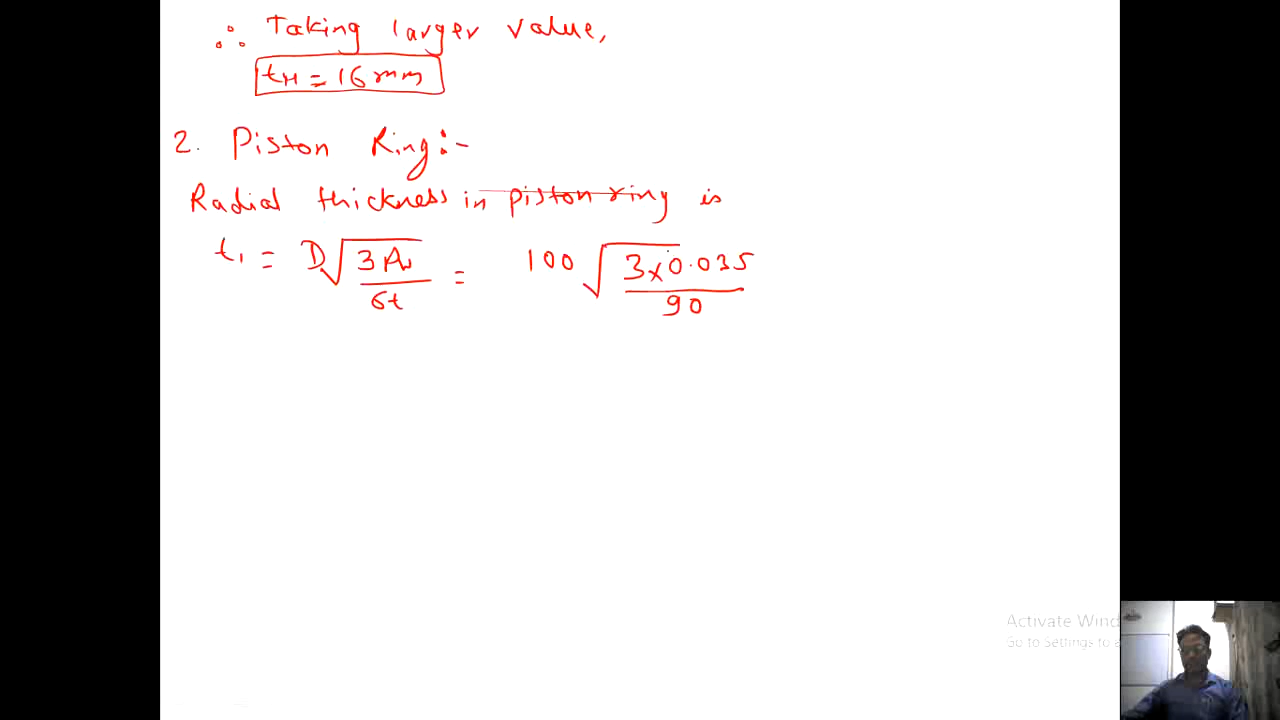 ∴ Taking larger value,
tH = 16 mm
2. Piston Ring:-
Radial thickness in piston ring is
t1 = D√(3Pw/σt) = 100√(3×0.035/90)
Activate Wind
Go to Settings to a